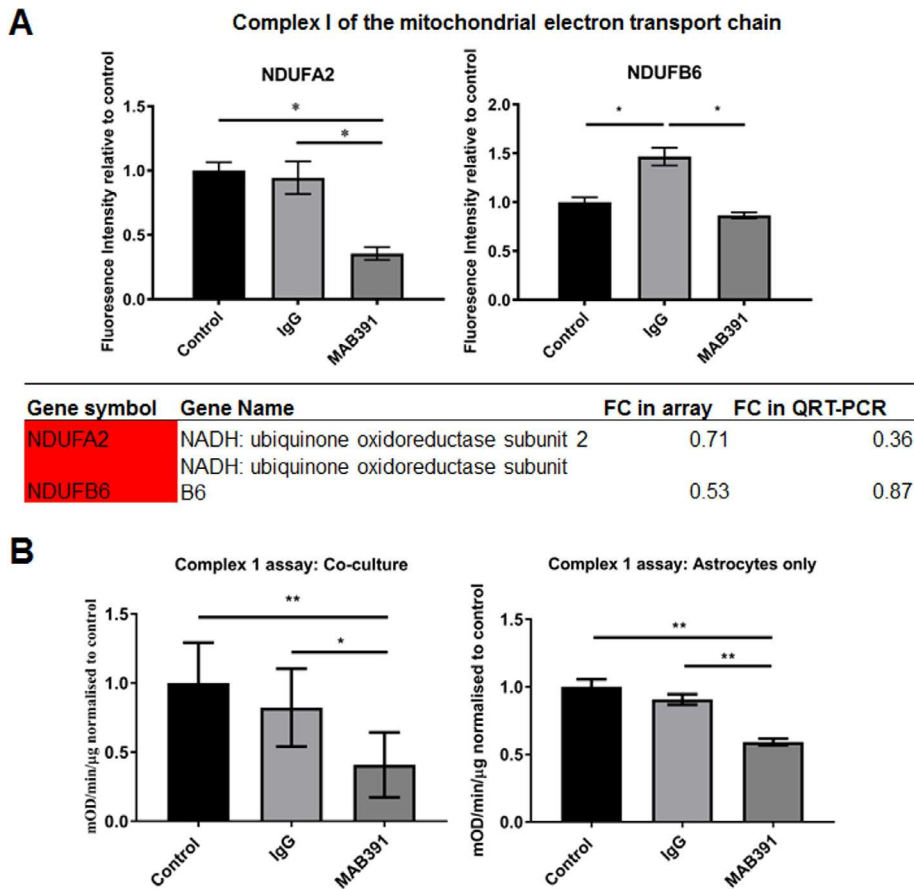 A
Complex I of the mitochondrial electron transport chain
NDUFA2
Fluoresence Intensity relative to control
1.5
1.0
0.5
0.0
*
*
Control
IgG
MAB391
NDUFB6
Fluoresence Intensity relative to control
2.0
1.5
1.0
0.5
0.0
*
*
Control
IgG
MAB391
Gene symbol Gene Name FC in array FC in QRT-PCR
NDUFA2 NADH: ubiquinone oxidoreductase subunit 2 0.71 0.36
NADH: ubiquinone oxidoreductase subunit
NDUFB6 B6 0.53 0.87
B
Complex 1 assay: Co-culture
mOD/min/µg normalised to control
1.5
1.0
0.5
0.0
**
*
Control
IgG
MAB391
Complex 1 assay: Astrocytes only
mOD/min/µg normalised to control
1.5
1.0
0.5
0.0
**
**
Control
IgG
MAB391